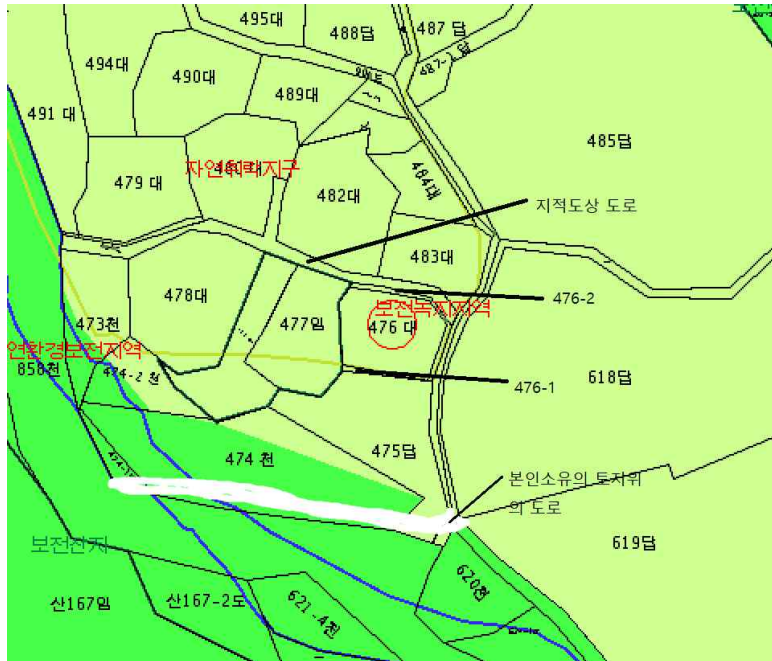 495대
488답
487 답
487-1 답
494대
490대
489대
491 대
485답
자연취락지구
479 대
482대
484대
지적도상 도로
483대
478대
476-2
보전녹지지역
473천
477임
476 대
연환경보전지역
858천
474-2 천
618답
476-1
475답
474 천
본인소유의 토지위
의 도로
보전산지
619답
620천
산167임
산167-2도
621-4천